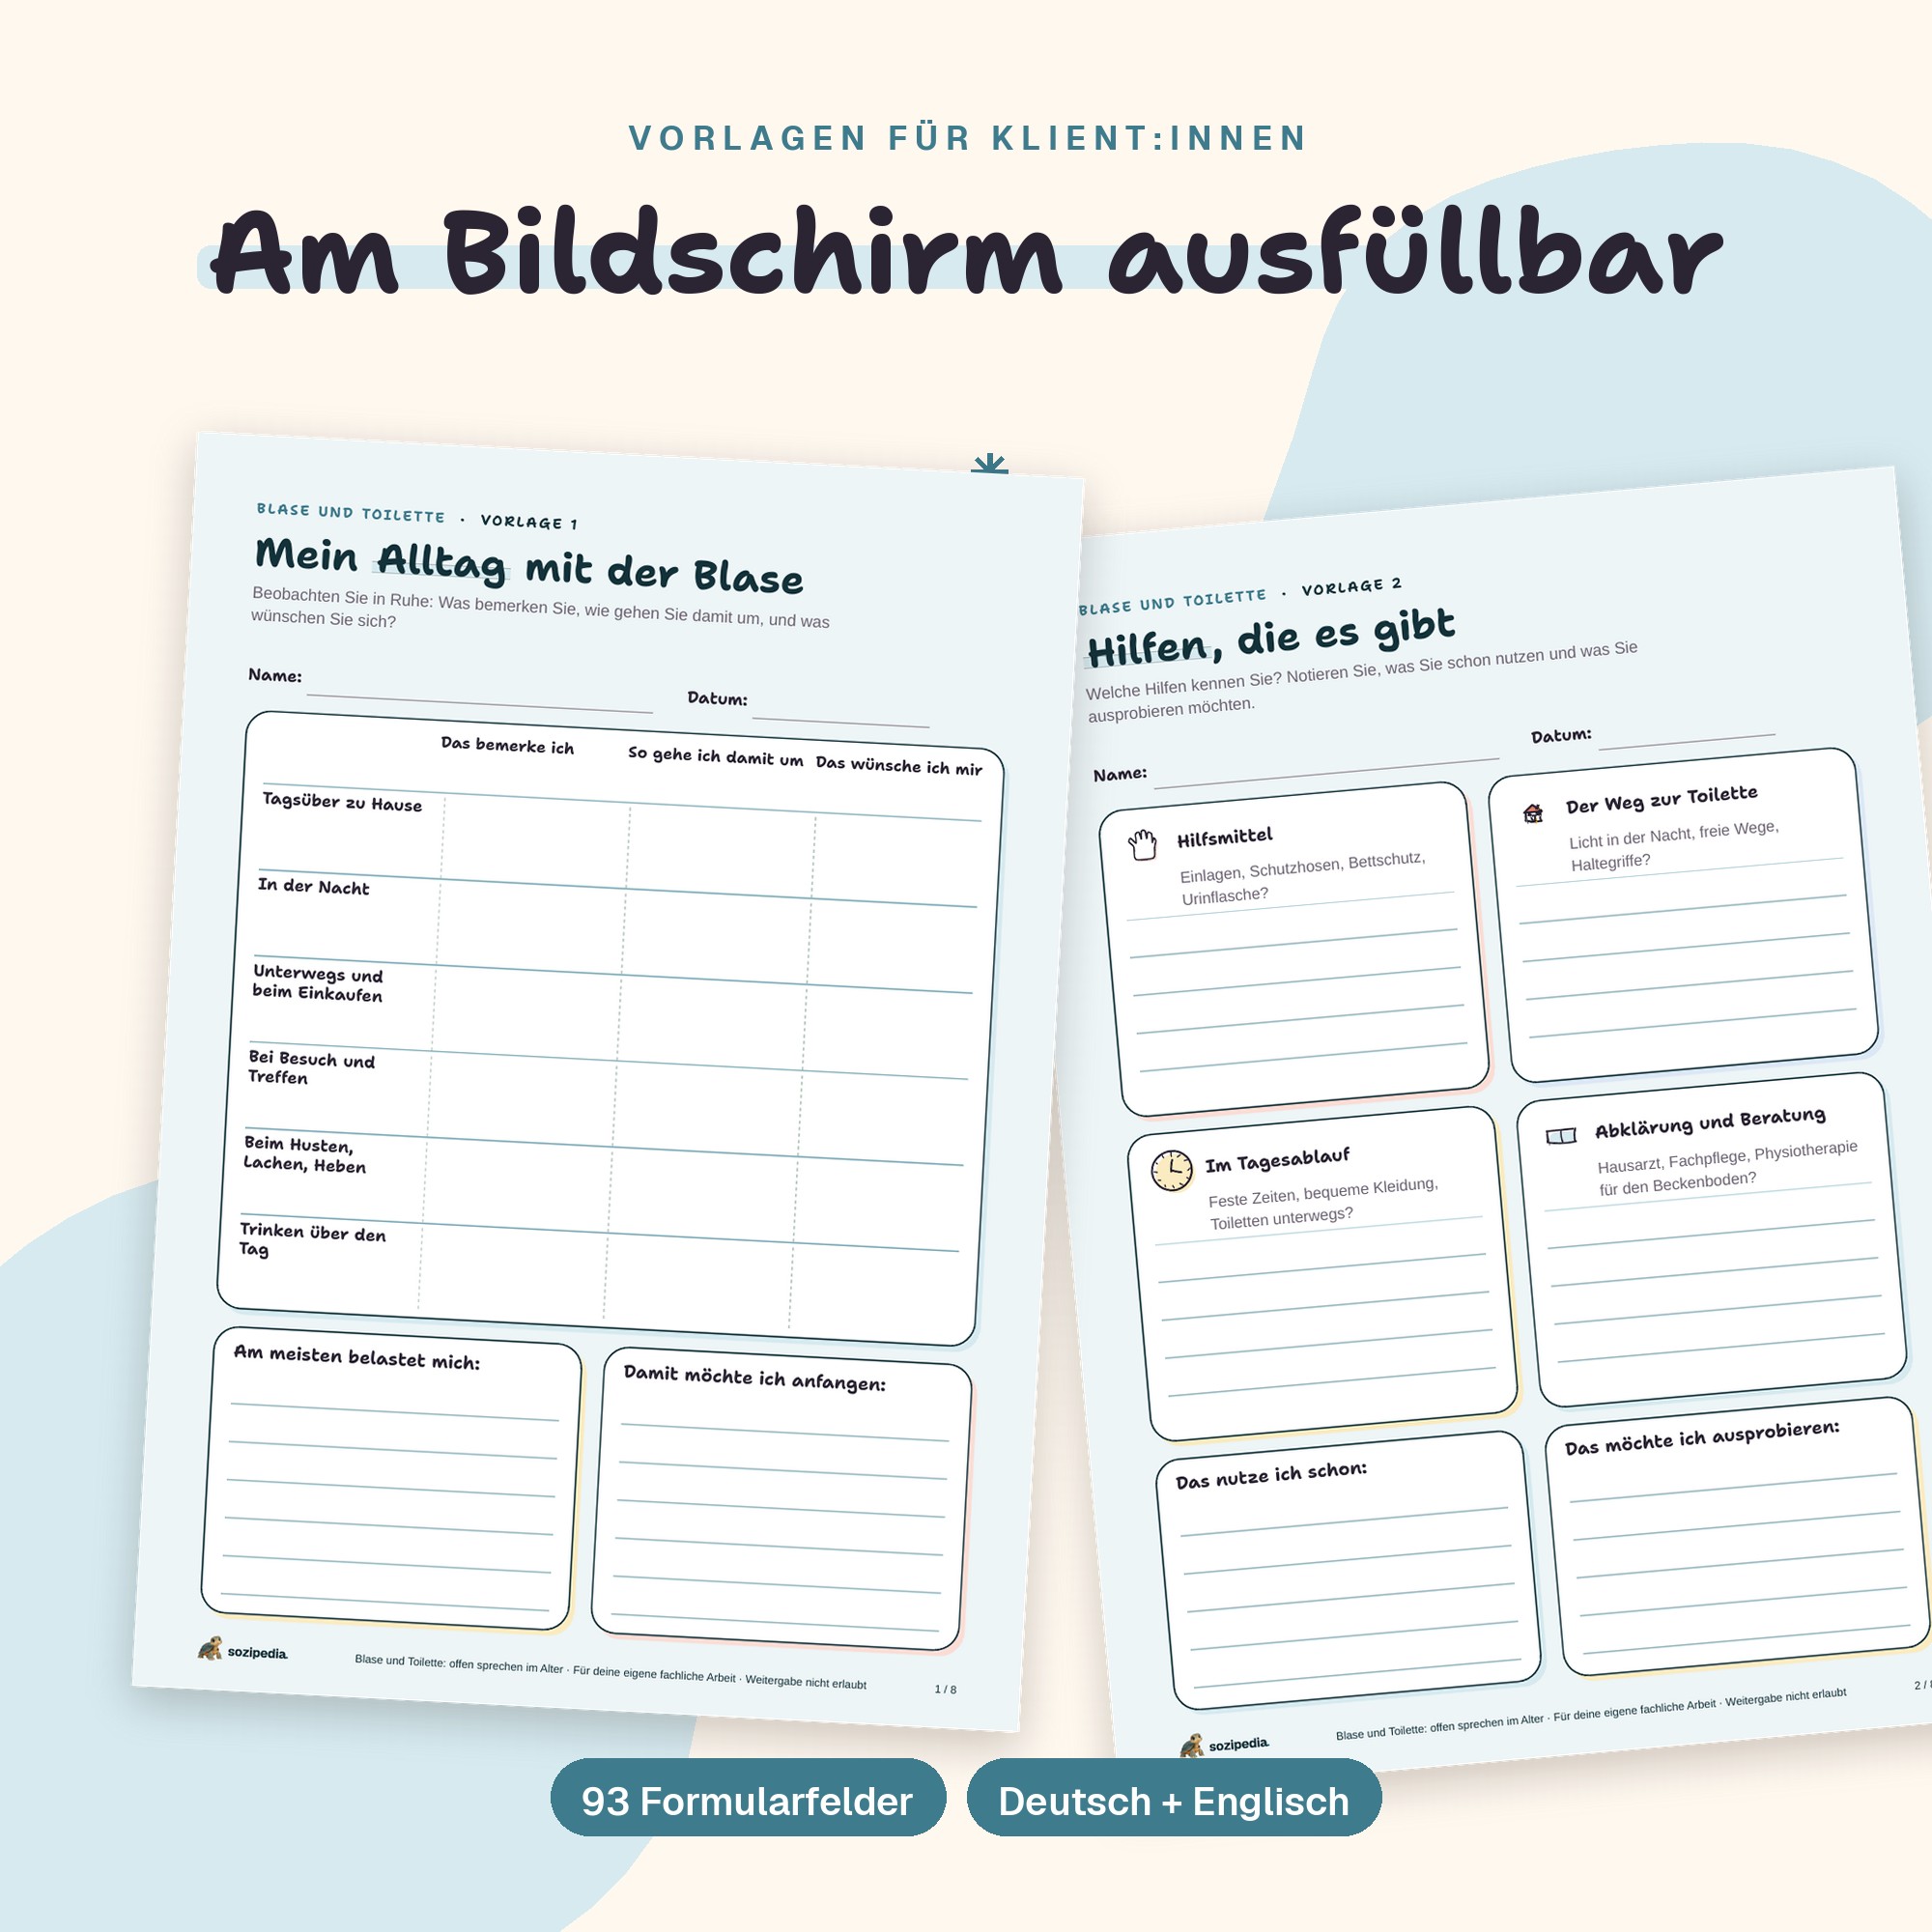 VORLAGEN FÜR KLIENT:INNEN
Am Bildschirm ausfüllbar
BLASE UND TOILETTE · VORLAGE 1
Mein Alltag mit der Blase
Beobachten Sie in Ruhe: Was bemerken Sie, wie gehen Sie damit um, und was
wünschen Sie sich?
Name:
Datum:
Das bemerke ich
So gehe ich damit um
Das wünsche ich mir
Tagsüber zu Hause
In der Nacht
Unterwegs und
beim Einkaufen
Bei Besuch und
Treffen
Beim Husten,
Lachen, Heben
Trinken über den
Tag
Am meisten belastet mich:
Damit möchte ich anfangen:
sozipedia.
Blase und Toilette: offen sprechen im Alter · Für deine eigene fachliche Arbeit · Weitergabe nicht erlaubt
1 / 8
BLASE UND TOILETTE · VORLAGE 2
Hilfen, die es gibt
Welche Hilfen kennen Sie? Notieren Sie, was Sie schon nutzen und was Sie
ausprobieren möchten.
Name:
Datum:
Hilfsmittel
Einlagen, Schutzhosen, Bettschutz,
Urinflasche?
Der Weg zur Toilette
Licht in der Nacht, freie Wege,
Haltegriffe?
Im Tagesablauf
Feste Zeiten, bequeme Kleidung,
Toiletten unterwegs?
Abklärung und Beratung
Hausarzt, Fachpflege, Physiotherapie
für den Beckenboden?
Das nutze ich schon:
Das möchte ich ausprobieren:
sozipedia.
Blase und Toilette: offen sprechen im Alter · Für deine eigene fachliche Arbeit · Weitergabe nicht erlaubt
2 / 8
93 Formularfelder
Deutsch + Englisch